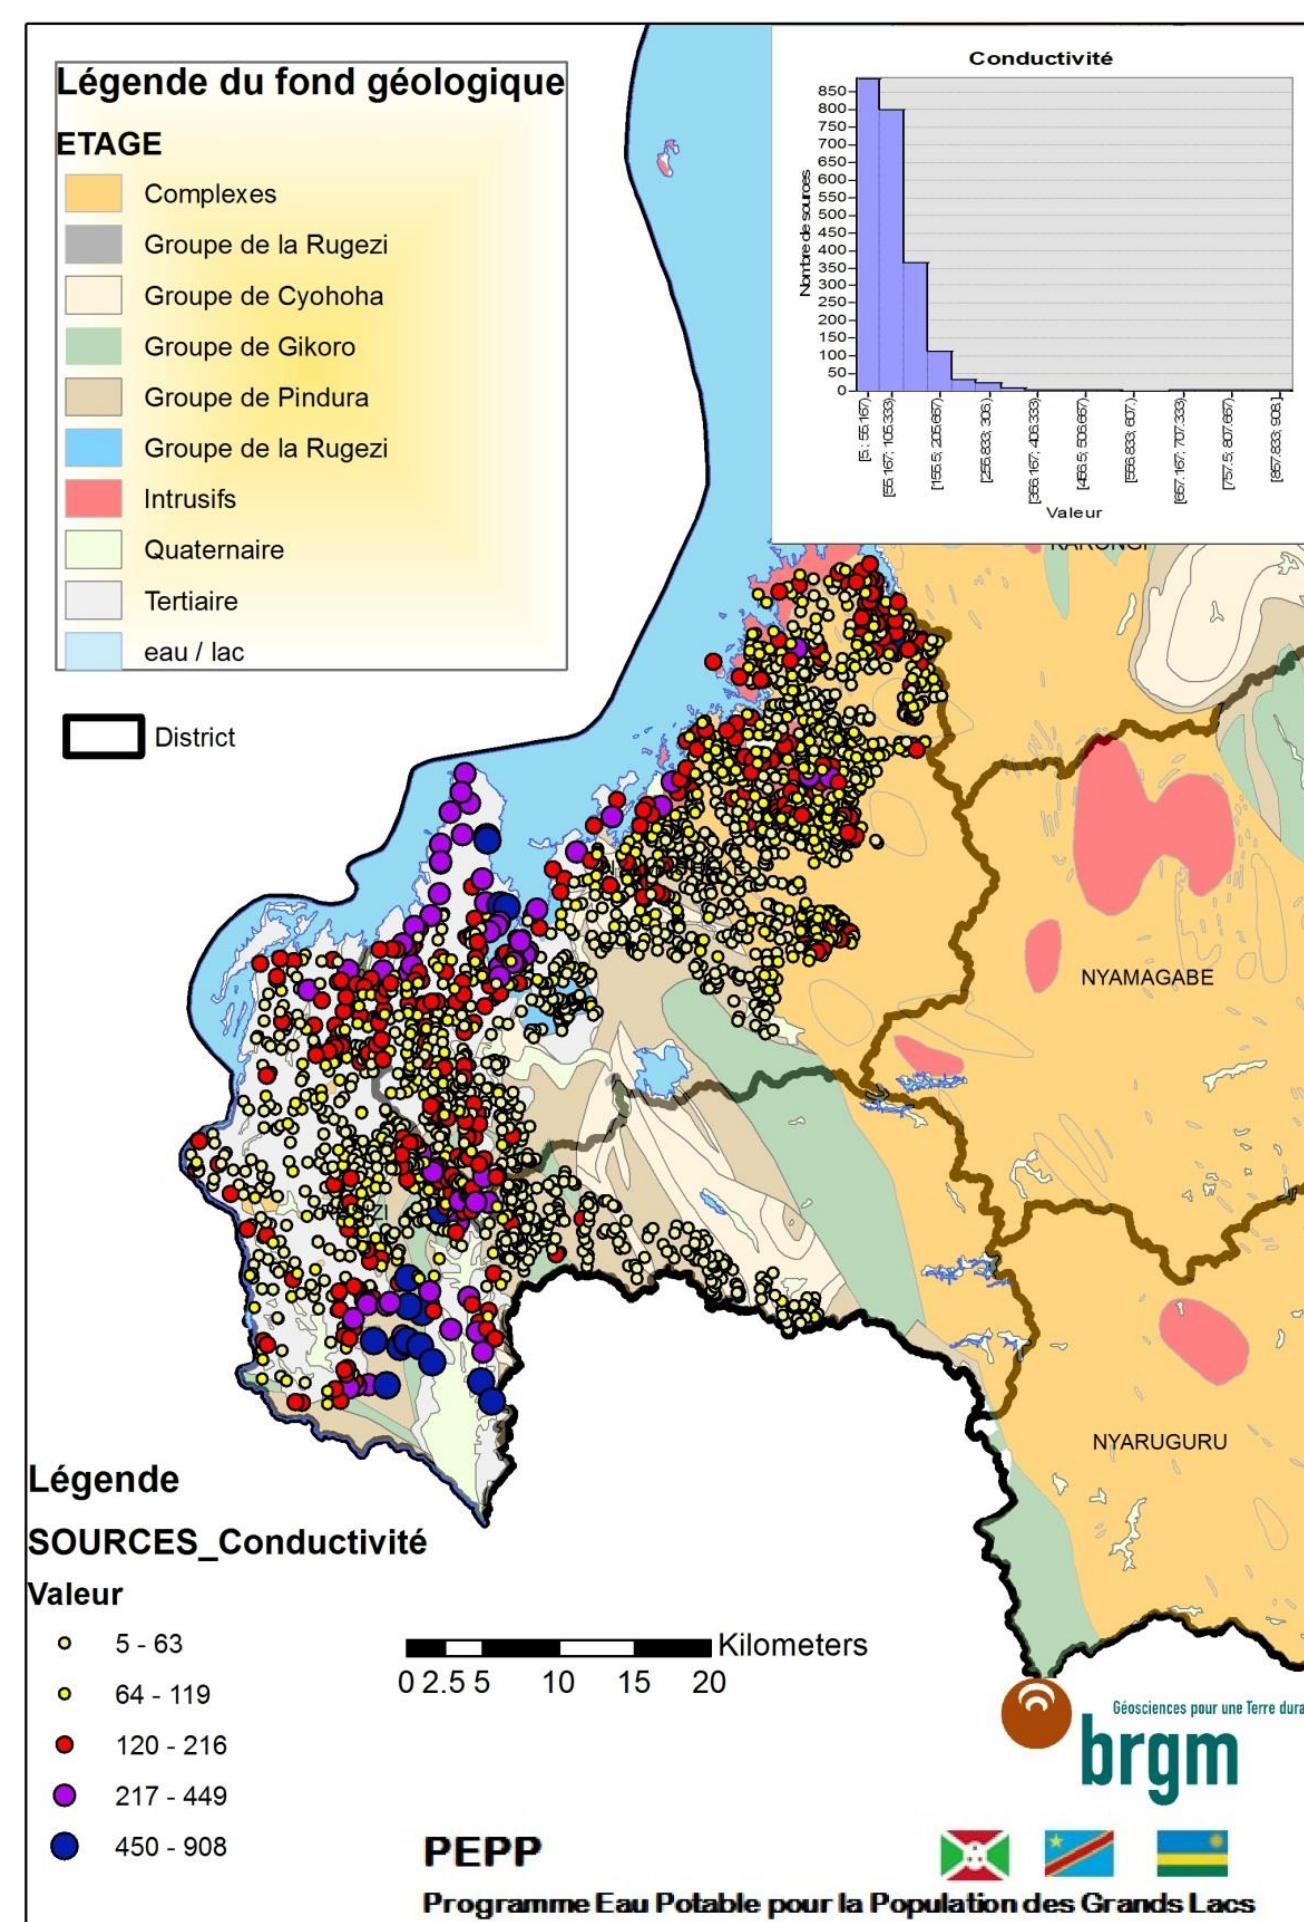 Légende du fond géologique
ETAGE
Complexes
Groupe de la Rugezi
Groupe de Cyohoha
Groupe de Gikoro
Groupe de Pindura
Groupe de la Rugezi
Intrusifs
Quaternaire
Tertiaire
eau / lac
District
Conductivité
Nombre de sources
850
800
750
700
650
600
550
500
450
400
350
300
250
200
150
100
50
0
[5 ; 55.167)
[55.167; 105.333)
[155.5; 205.667)
[255.833; 306.)
[356.167; 406.333)
[456.5; 506.667)
[556.833; 607.)
[657.167; 707.333)
[757.5; 807.667)
[857.833; 908.]
Valeur
KARONGI
NYAMAGABE
NYARUGURU
Légende
SOURCES_Conductivité
Valeur
5 - 63
64 - 119
120 - 216
217 - 449
450 - 908
Kilometers
0 2.5 5 10 15 20
Géosciences pour une Terre dura
brgm
PEPP
Programme Eau Potable pour la Population des Grands Lacs